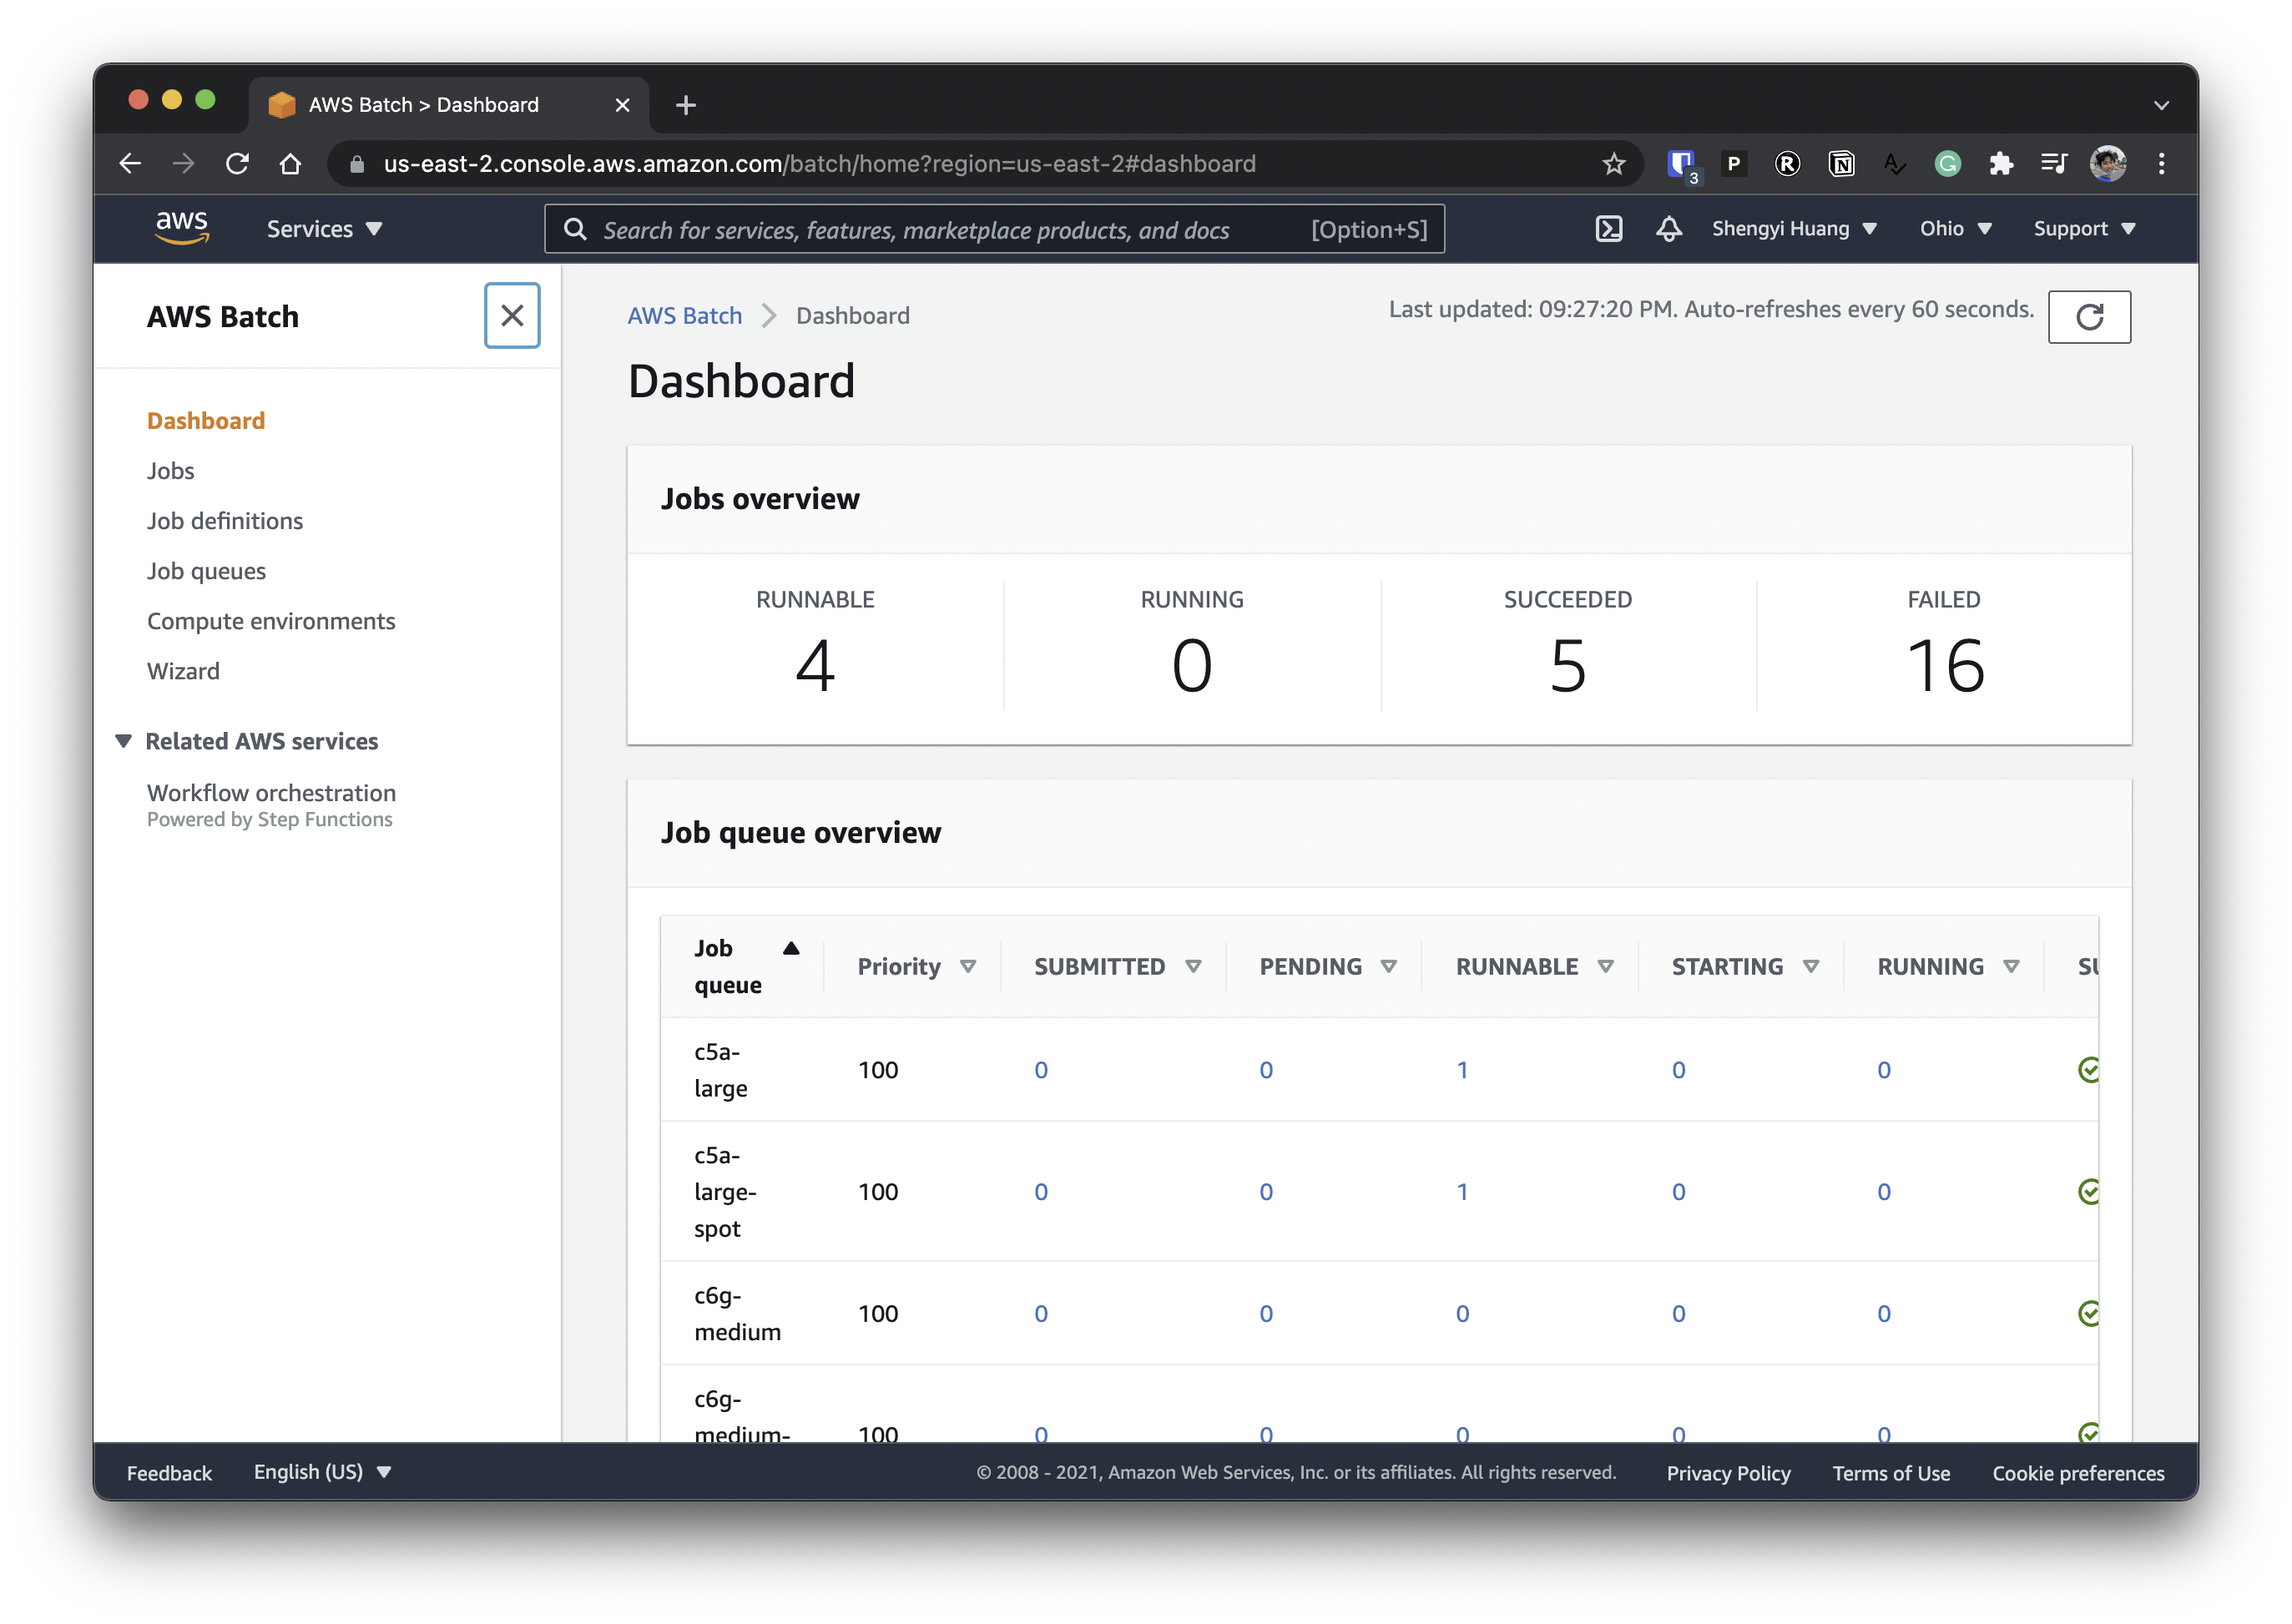 AWS Batch > Dashboard
us-east-2.console.aws.amazon.com/batch/home?region=us-east-2#dashboard
3
P
R
N
A
G
aws
Services
Search for services, features, marketplace products, and docs
[Option+S]
Shengyi Huang
Ohio
Support
AWS Batch
Dashboard
Jobs
Job definitions
Job queues
Compute environments
Wizard
Related AWS services
Workflow orchestration
Powered by Step Functions
AWS Batch
Dashboard
Last updated: 09:27:20 PM. Auto-refreshes every 60 seconds.
Dashboard
Jobs overview
RUNNABLE
4
RUNNING
0
SUCCEEDED
5
FAILED
16
Job queue overview
Job queue Priority SUBMITTED PENDING RUNNABLE STARTING RUNNING
c5a-large 100 0 0 1 0 0
c5a-large-spot 100 0 0 1 0 0
c6g-medium 100 0 0 0 0 0
c6g-medium- 100 0 0 0 0 0
Feedback
English (US)
© 2008 - 2021, Amazon Web Services, Inc. or its affiliates. All rights reserved.
Privacy Policy
Terms of Use
Cookie preferences